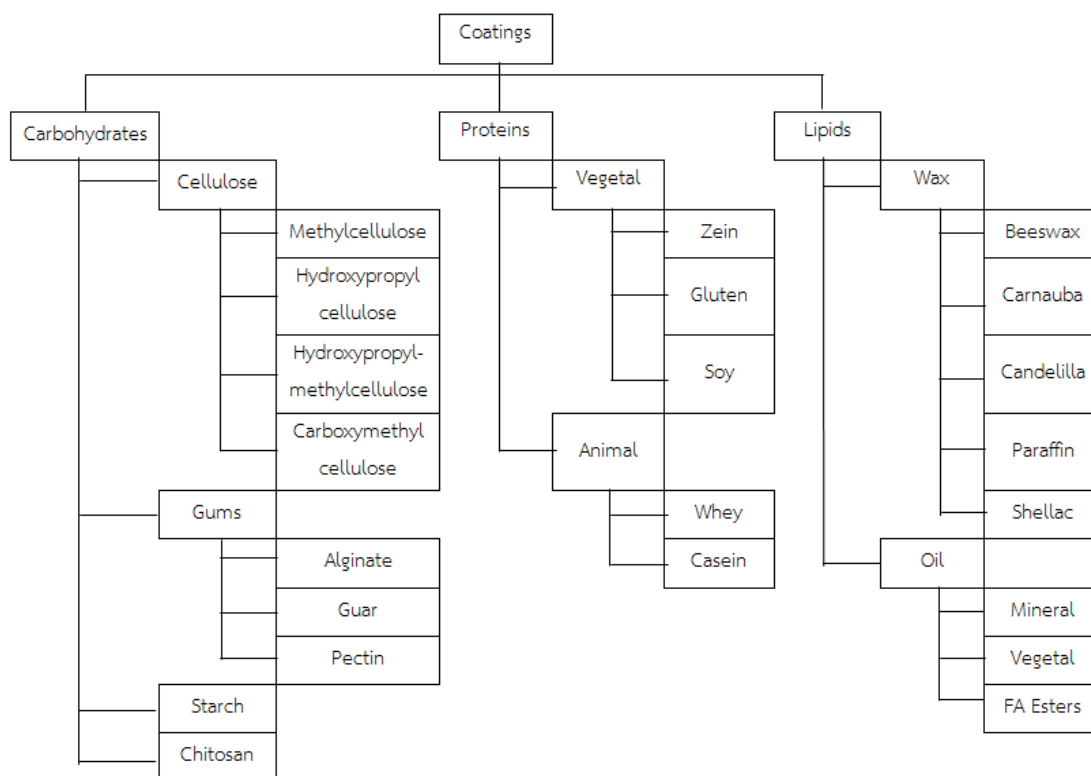 Coatings
Carbohydrates
Cellulose
Methylcellulose
Hydroxypropyl
cellulose
Hydroxypropyl-
methylcellulose
Carboxymethyl
cellulose
Gums
Alginate
Guar
Pectin
Starch
Chitosan
Proteins
Vegetal
Zein
Gluten
Soy
Animal
Whey
Casein
Lipids
Wax
Beeswax
Carnauba
Candelilla
Paraffin
Shellac
Oil
Mineral
Vegetal
FA Esters